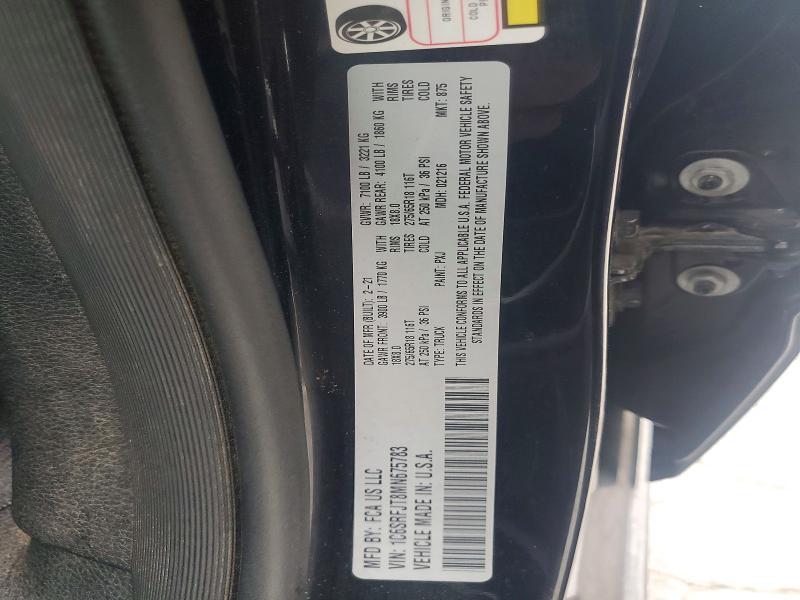 ORIGIN
COLD
MFD BY: FCA US LLC
VIN: 1C6SRFJT8MN675783
VEHICLE MADE IN: U.S.A.
DATE OF MFR (BUILT): 2-21 GVWR: 7100 LB / 3221 KG
GAWR FRONT: 3900 LB / 1770 KG WITH GAWR REAR: 4100 LB / 1860 KG WITH
18X8.0 RIMS 18X8.0 RIMS
275/65R18 116T TIRES 275/65R18 116T TIRES
AT 250 kPa / 36 PSI COLD AT 250 kPa / 36 PSI COLD
TYPE: TRUCK PAINT: PXJ MDH: 021216 MKT: 875
THIS VEHICLE CONFORMS TO ALL APPLICABLE U.S.A. FEDERAL MOTOR VEHICLE SAFETY
STANDARDS IN EFFECT ON THE DATE OF MANUFACTURE SHOWN ABOVE.